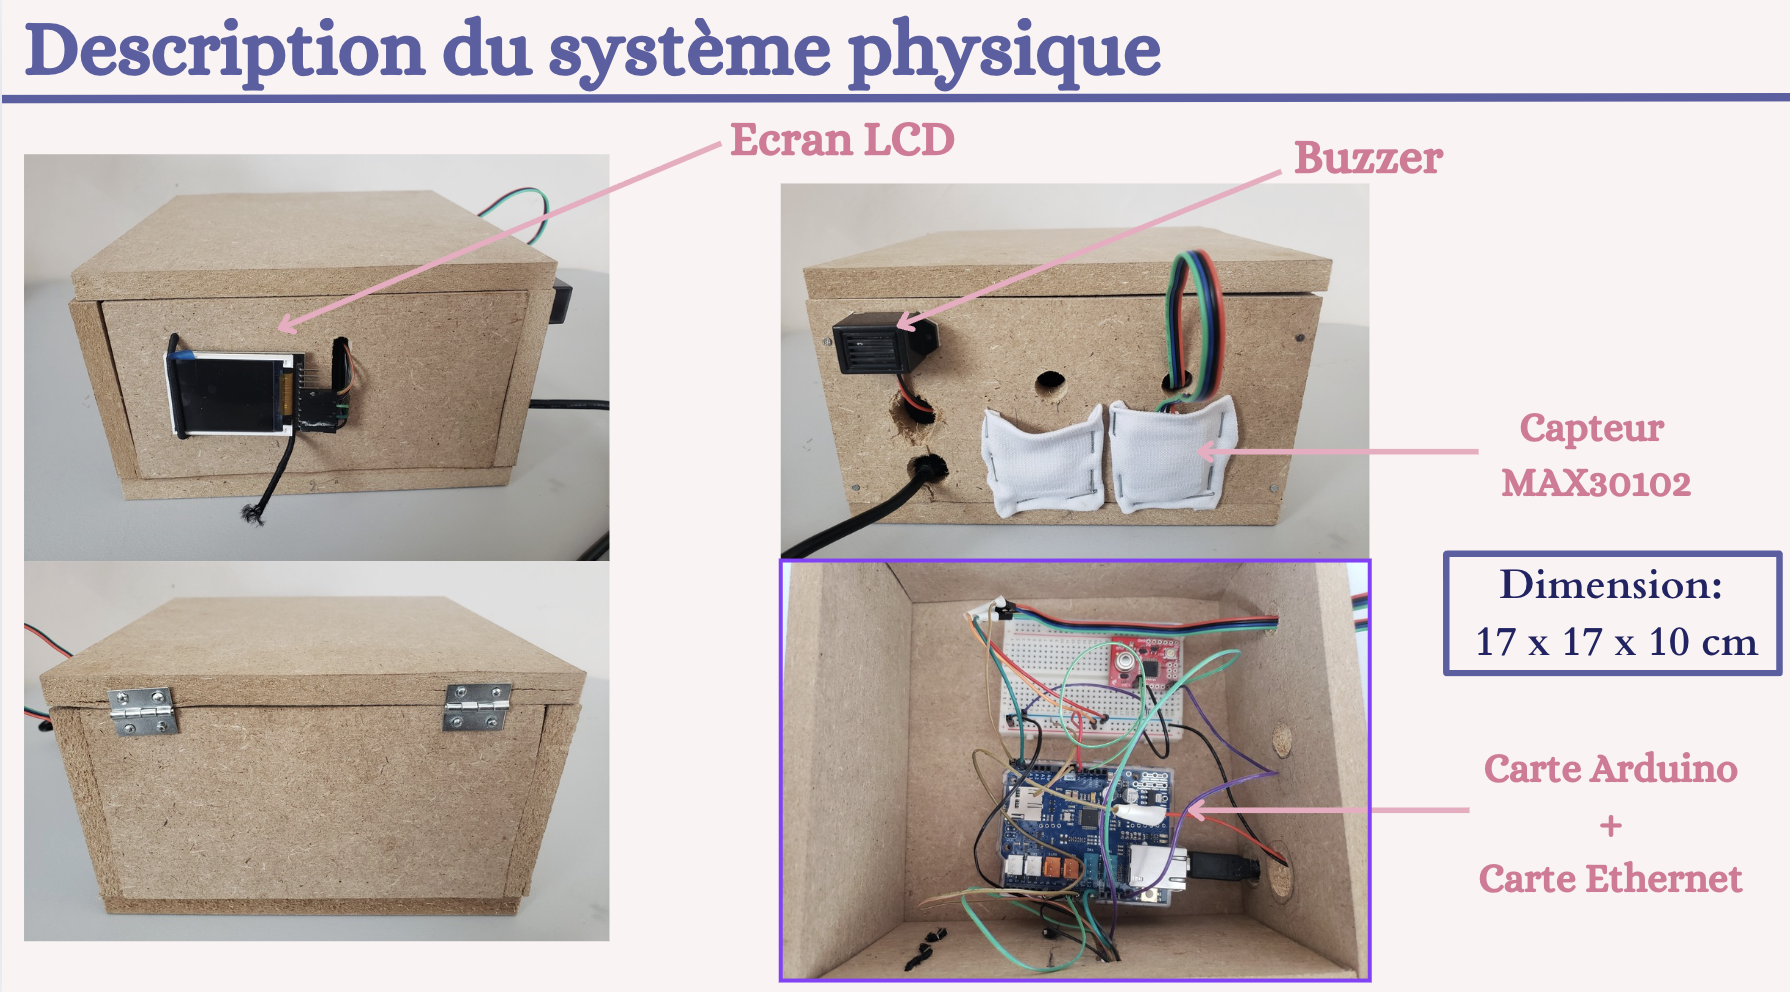 Description du système physique
Ecran LCD
Buzzer
Capteur
MAX30102
Dimension:
17 x 17 x 10 cm
Carte Arduino
+
Carte Ethernet